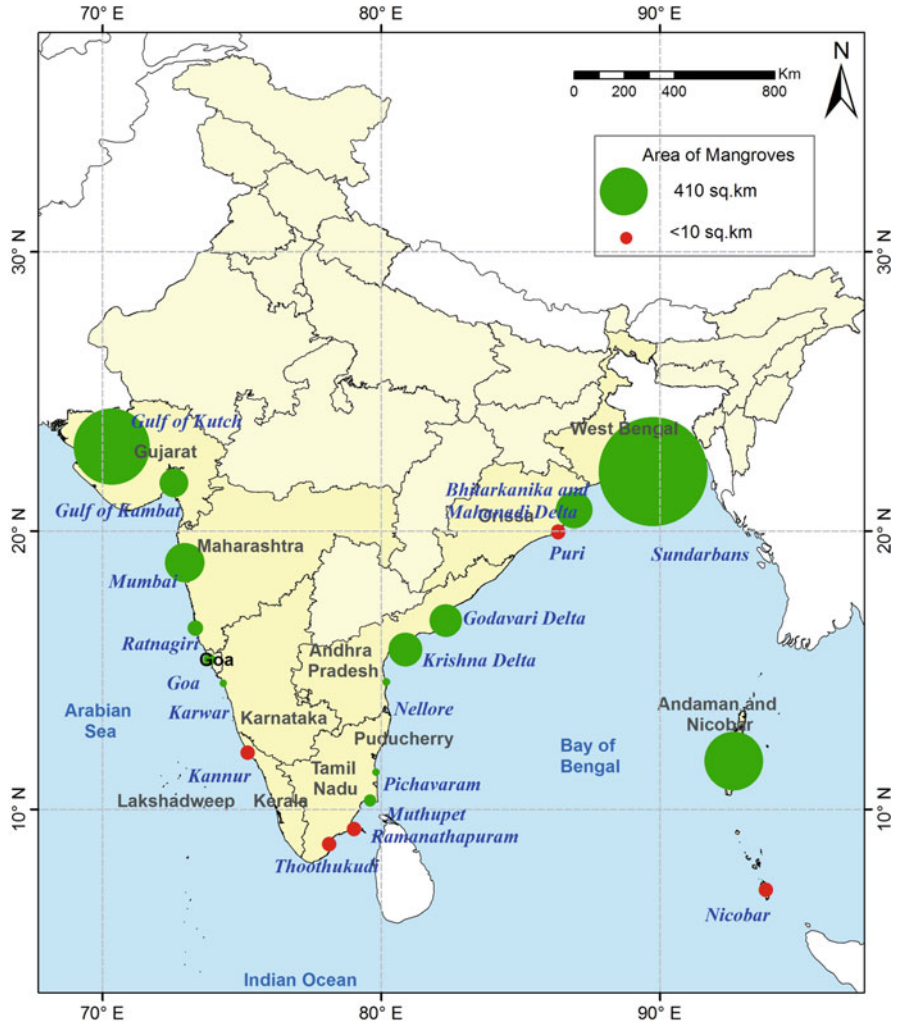 70° E 80° E 90° E
N
Km
0 200 400 800
Area of Mangroves
410 sq.km
<10 sq.km
30° N 30° N
Gulf of Kutch
Gujarat
West Bengal
Gulf of Kambat
Bhitarkanika and
Mahanadi Delta
Orissa
20° N 20° N
Maharashtra
Puri
Sundarbans
Mumbai
Godavari Delta
Ratnagiri
Goa
Andhra
Pradesh
Krishna Delta
Goa
Nellore
Karwar
Karnataka
Arabian
Sea
Andaman and
Nicobar
Puducherry
Bay of
Bengal
Kannur
Tamil
Nadu
Pichavaram
Lakshadweep
Kerala
Muthupet
10° N 10° N
Ramanathapuram
Thoothukudi
Nicobar
Indian Ocean
70° E 80° E 90° E